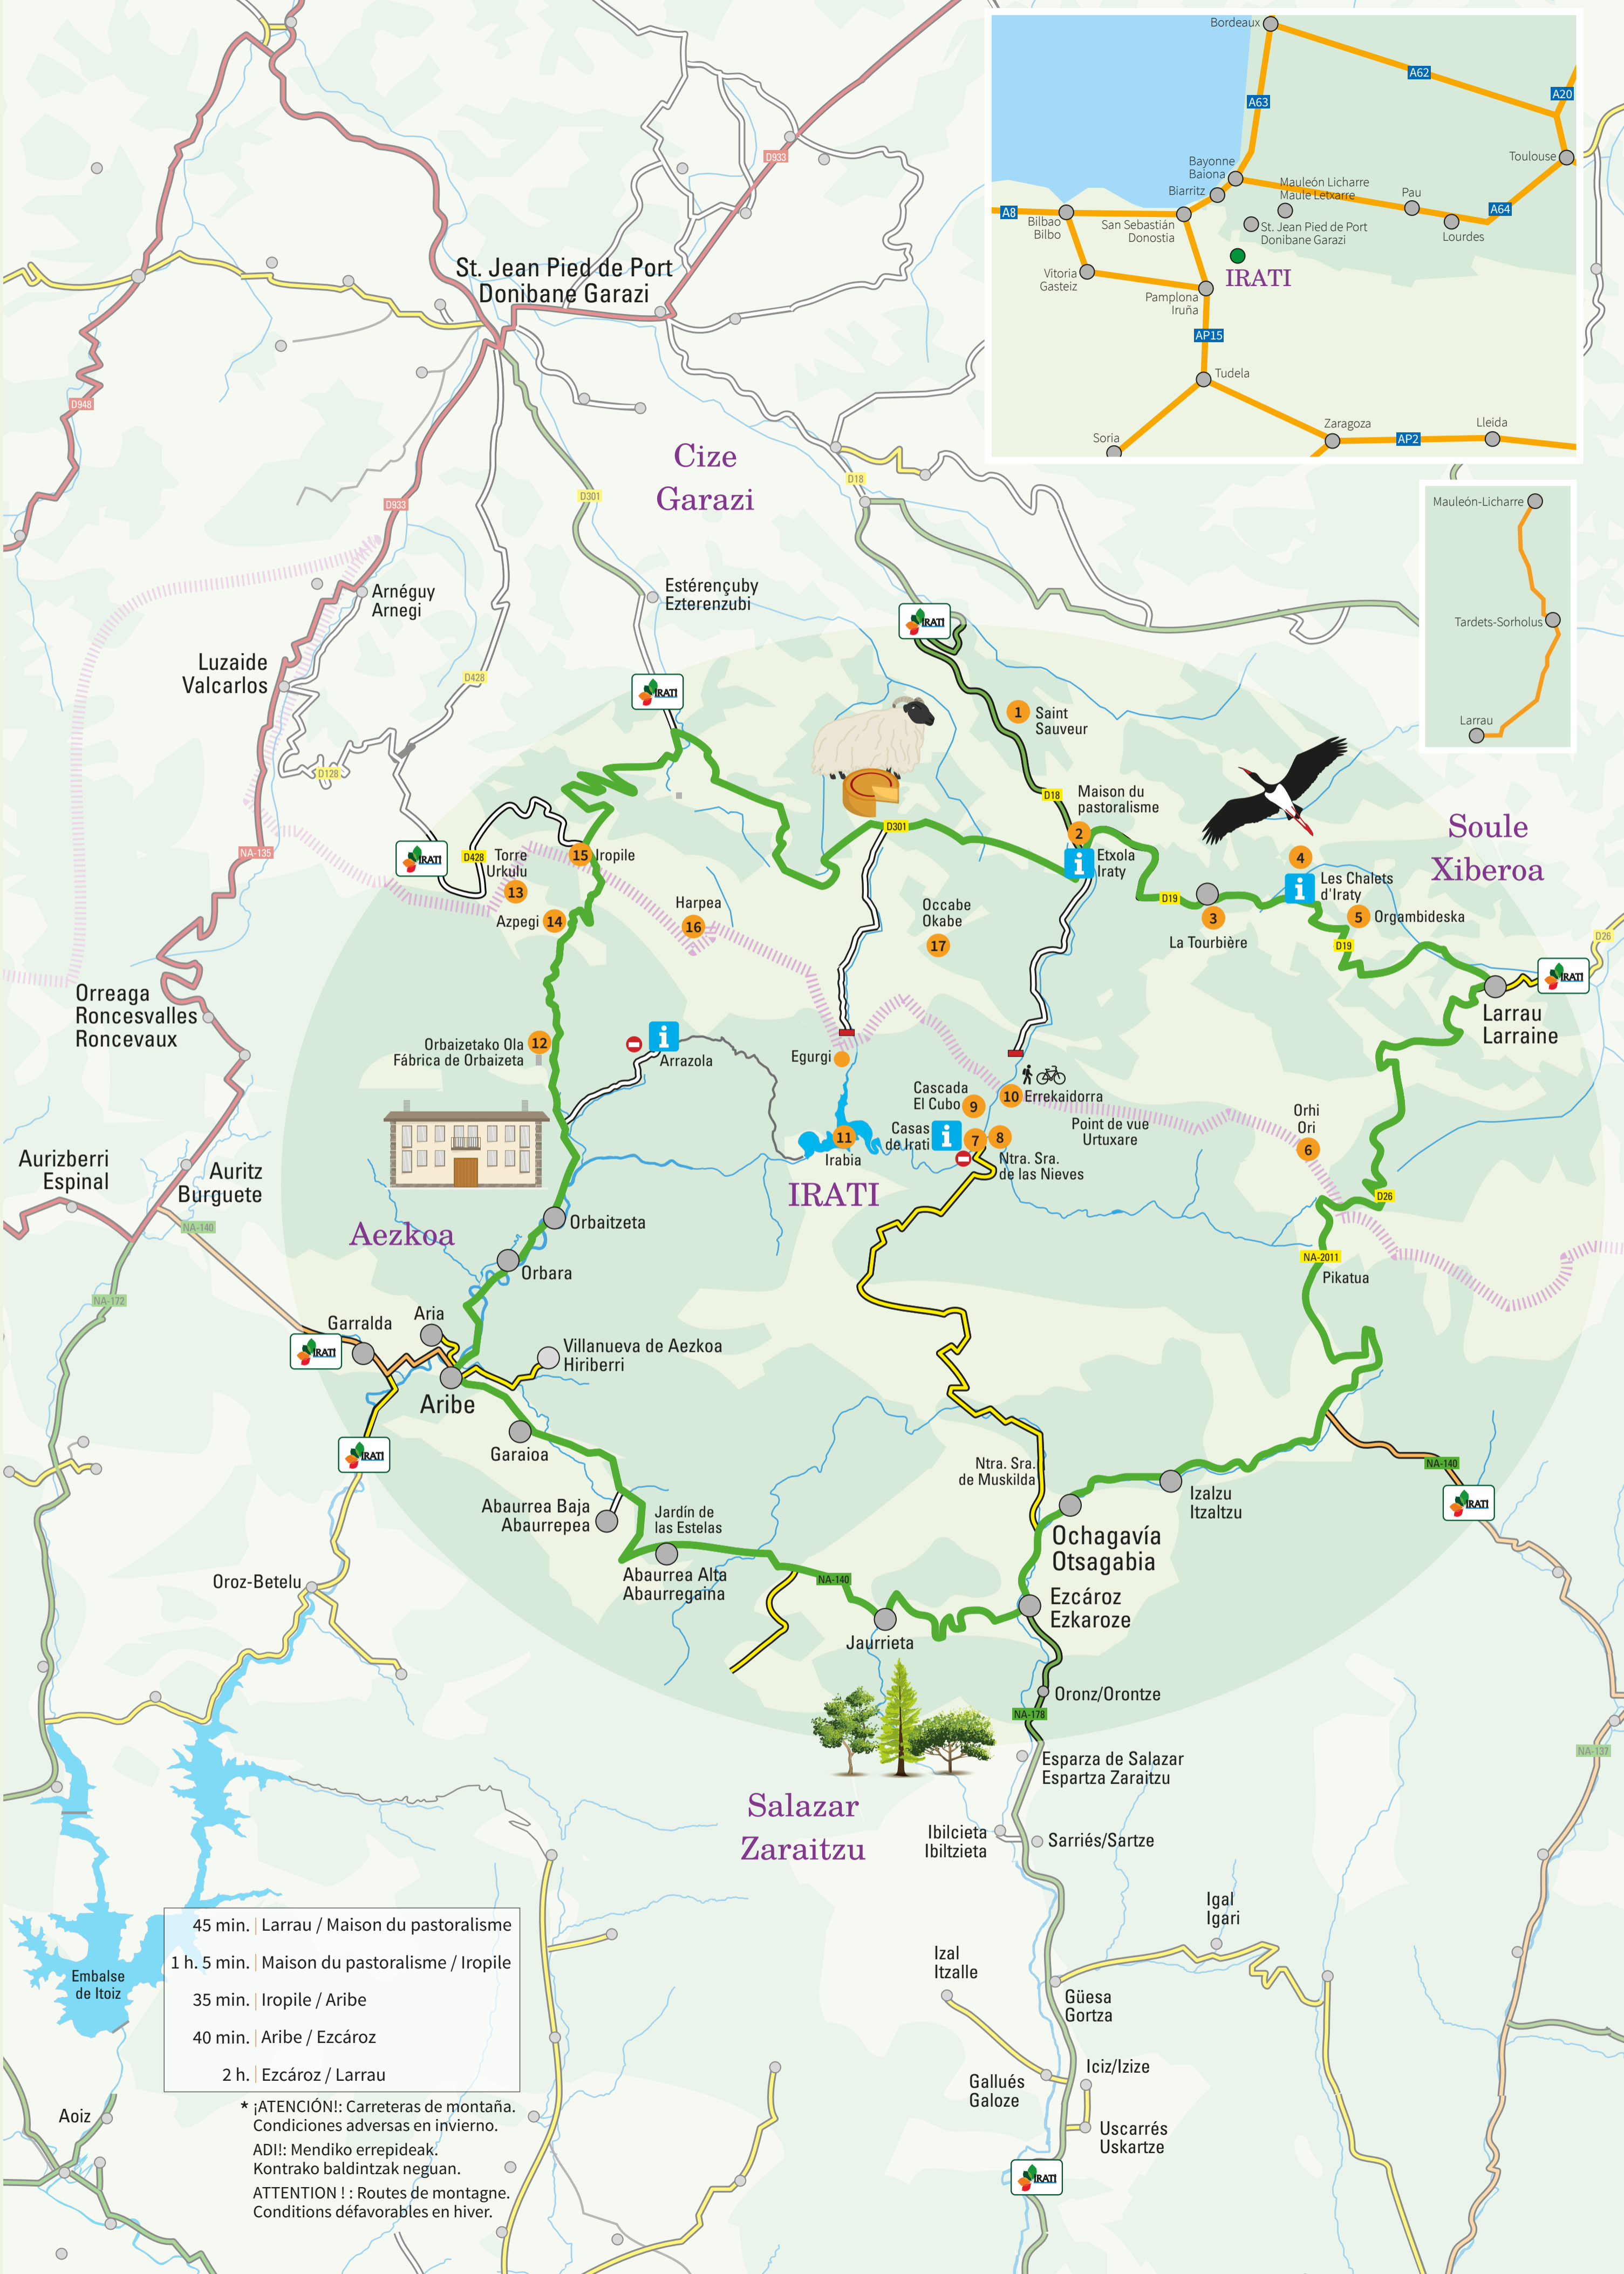 Bordeaux
A62
A63
A20
Toulouse
Bayonne
Baiona
Biarritz
Mauleón Licharre
Maule Letxarre
Pau
A64
Lourdes
A8
Bilbao
Bilbo
San Sebastián
Donostia
St. Jean Pied de Port
Donibane Garazi
IRATI
Vitoria
Gasteiz
Pamplona
Iruña
AP15
Tudela
Soria
Zaragoza
AP2
Lleida
Mauleón-Licharre
Tardets-Sorholus
Larrau
D933
St. Jean Pied de Port
Donibane Garazi
D948
Cize
Garazi
D18
D301
D933
Arnéguy
Arnegi
Estérençuby
Ezterenzubi
IRATI
Luzaide
Valcarlos
D428
IRATI
1
Saint
Sauveur
D128
D18
Maison du
pastoralisme
2
D301
Soule
Xiberoa
NA-135
IRATI
D428
Torre
Urkulu
13
15
Iropile
Etxola
Iraty
4
Les Chalets
d'Iraty
5
Orgambideska
D19
3
La Tourbière
Azpegi
14
Harpea
16
Occabe
Okabe
17
D19
D26
IRATI
Larrau
Larraine
Orreaga
Roncesvalles
Roncevaux
Orbaizetako Ola
Fábrica de Orbaizeta
12
i
Arrazola
Egurgi
Cascada
El Cubo
9
10
Errekaidorra
Point de vue
Urtuxare
Orhi
Ori
6
11
Irabia
Casas
de Irati
i
7
8
Ntra. Sra.
de las Nieves
IRATI
Aurizberri
Espinal
Auritz
Burguete
NA-140
Aezkoa
Orbaitzeta
Orbara
D26
NA-2011
Pikatua
NA-172
Garralda
Aria
IRATI
Villanueva de Aezkoa
Hiriberri
Aribe
Garaioa
IRATI
Ntra. Sra.
de Muskilda
NA-140
Izalzu
Itzaltzu
IRATI
Abaurrea Baja
Abaurrepea
Jardín de
las Estelas
Ochagavía
Otsagabia
Oroz-Betelu
Abaurrea Alta
Abaurregaina
NA-140
Ezcároz
Ezkaroze
Jaurrieta
Oronz/Orontze
NA-178
NA-137
Esparza de Salazar
Espartza Zaraitzu
Salazar
Zaraitzu
Ibilcieta
Ibiltzieta
Sarriés/Sartze
Igal
Igari
Izal
Itzalle
Güesa
Gortza
Iciz/Izize
Gallués
Galoze
Uscarrés
Uskartze
IRATI
Embalse
de Itoiz
Aoiz
45 min. Larrau / Maison du pastoralisme
1 h. 5 min. Maison du pastoralisme / Iropile
35 min. Iropile / Aribe
40 min. Aribe / Ezcároz
2 h. Ezcároz / Larrau
* ¡ATENCIÓN!: Carreteras de montaña.
Condiciones adversas en invierno.
ADI!: Mendiko errepideak.
Kontrako baldintzak neguan.
ATTENTION ! : Routes de montagne.
Conditions défavorables en hiver.